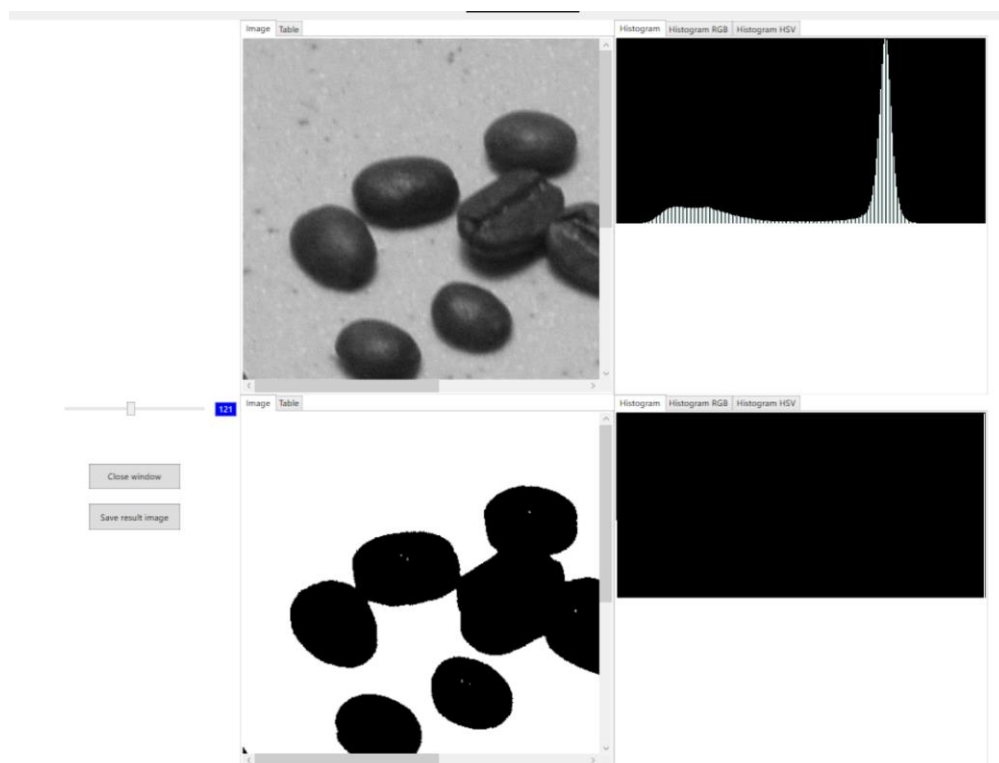 Image Table
Histogram Histogram RGB Histogram HSV
121
Image Table
Histogram Histogram RGB Histogram HSV
Close window
Save result image